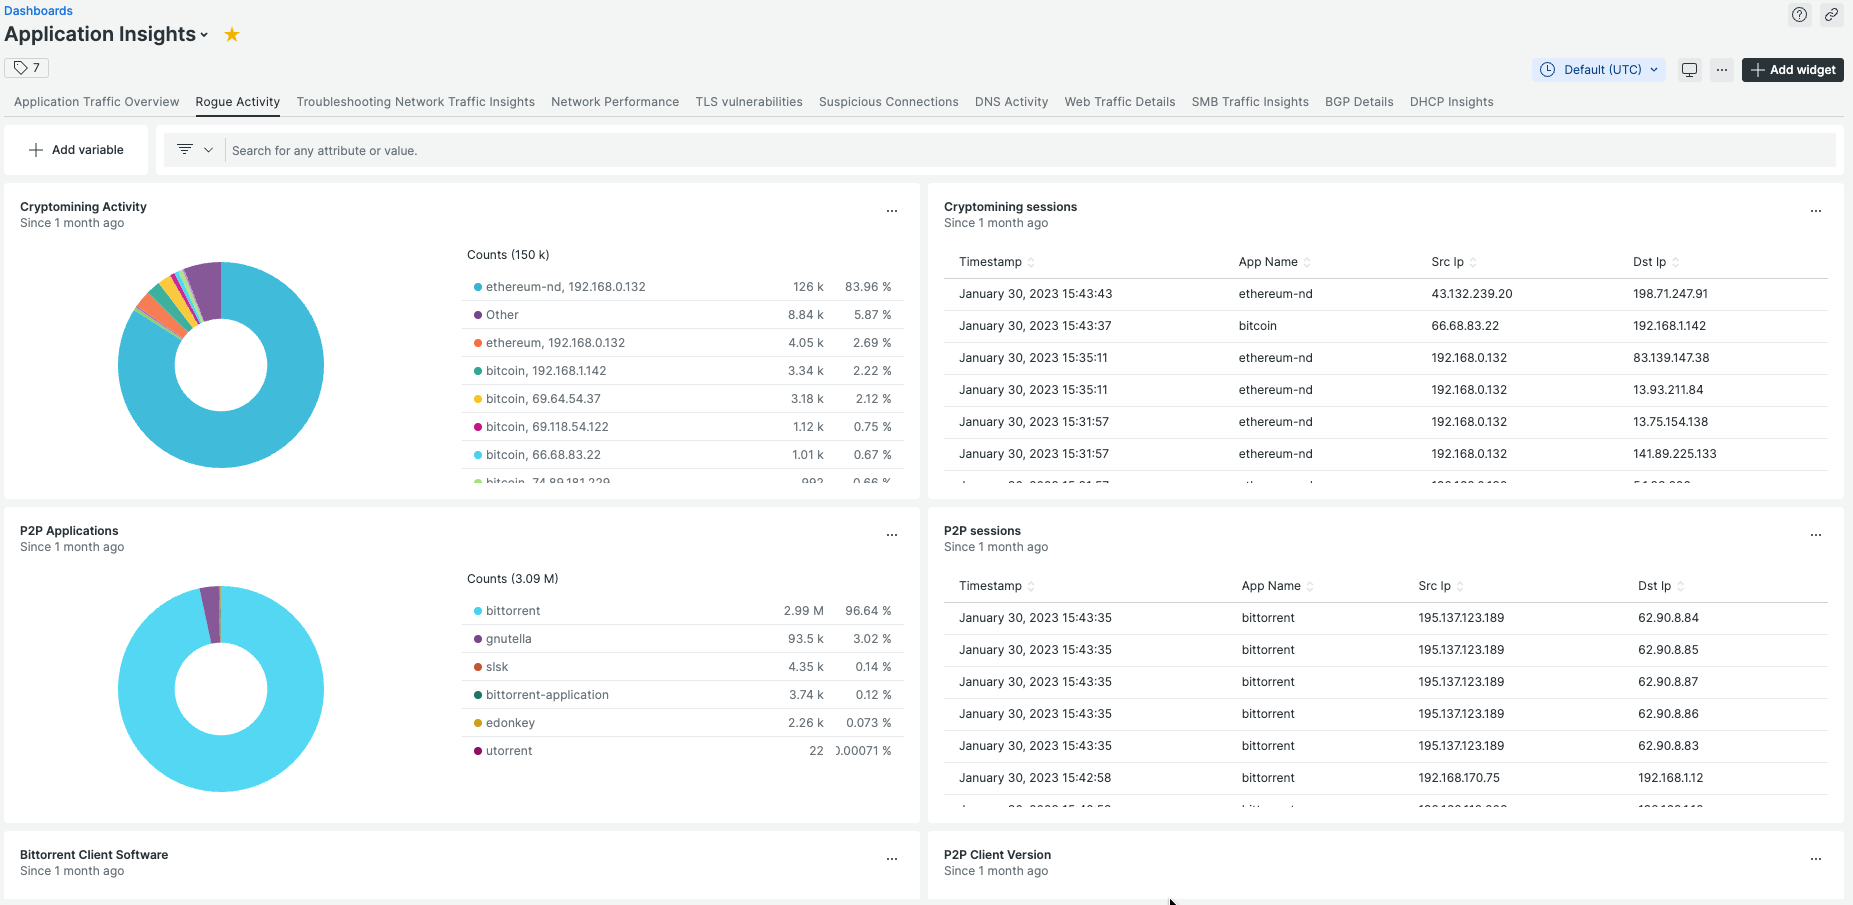 Dashboards
Application Insights
7
Default (UTC)
Add widget
Application Traffic Overview Rogue Activity Troubleshooting Network Traffic Insights Network Performance TLS vulnerabilities Suspicious Connections DNS Activity Web Traffic Details SMB Traffic Insights BGP Details DHCP Insights
Add variable
Search for any attribute or value.
Cryptomining Activity
Since 1 month ago
Counts (150 k)
ethereum-nd, 192.168.0.132 126 k 83.96 %
Other 8.84 k 5.87 %
ethereum, 192.168.0.132 4.05 k 2.69 %
bitcoin, 192.168.1.142 3.34 k 2.22 %
bitcoin, 69.64.54.37 3.18 k 2.12 %
bitcoin, 69.118.54.122 1.12 k 0.75 %
bitcoin, 66.68.83.22 1.01 k 0.67 %
bitcoin, 74.89.181.229 992 0.66 %
Cryptomining sessions
Since 1 month ago
Timestamp App Name Src Ip Dst Ip
January 30, 2023 15:43:43 ethereum-nd 43.132.239.20 198.71.247.91
January 30, 2023 15:43:37 bitcoin 66.68.83.22 192.168.1.142
January 30, 2023 15:35:11 ethereum-nd 192.168.0.132 83.139.147.38
January 30, 2023 15:35:11 ethereum-nd 192.168.0.132 13.93.211.84
January 30, 2023 15:31:57 ethereum-nd 192.168.0.132 13.75.154.138
January 30, 2023 15:31:57 ethereum-nd 192.168.0.132 141.89.225.133
P2P Applications
Since 1 month ago
Counts (3.09 M)
bittorrent 2.99 M 96.64 %
gnutella 93.5 k 3.02 %
slsk 4.35 k 0.14 %
bittorrent-application 3.74 k 0.12 %
edonkey 2.26 k 0.073 %
utorrent 22 0.00071 %
P2P sessions
Since 1 month ago
Timestamp App Name Src Ip Dst Ip
January 30, 2023 15:43:35 bittorrent 195.137.123.189 62.90.8.84
January 30, 2023 15:43:35 bittorrent 195.137.123.189 62.90.8.85
January 30, 2023 15:43:35 bittorrent 195.137.123.189 62.90.8.87
January 30, 2023 15:43:35 bittorrent 195.137.123.189 62.90.8.86
January 30, 2023 15:43:35 bittorrent 195.137.123.189 62.90.8.83
January 30, 2023 15:42:58 bittorrent 192.168.170.75 192.168.1.12
Bittorrent Client Software
Since 1 month ago
P2P Client Version
Since 1 month ago